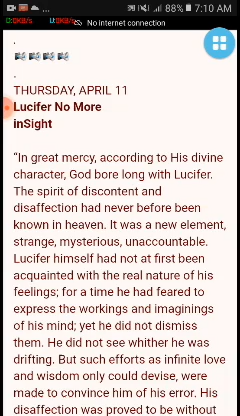 0:0KB/s U:0KB/s 88% 7:10 AM
No internet connection
.
.
THURSDAY, APRIL 11
Lucifer No More
inSight
“In great mercy, according to His divine
character, God bore long with Lucifer.
The spirit of discontent and
disaffection had never before been
known in heaven. It was a new element,
strange, mysterious, unaccountable.
Lucifer himself had not at first been
acquainted with the real nature of his
feelings; for a time he had feared to
express the workings and imaginings
of his mind; yet he did not dismiss
them. He did not see whither he was
drifting. But such efforts as infinite love
and wisdom only could devise, were
made to convince him of his error. His
disaffection was proved to be without